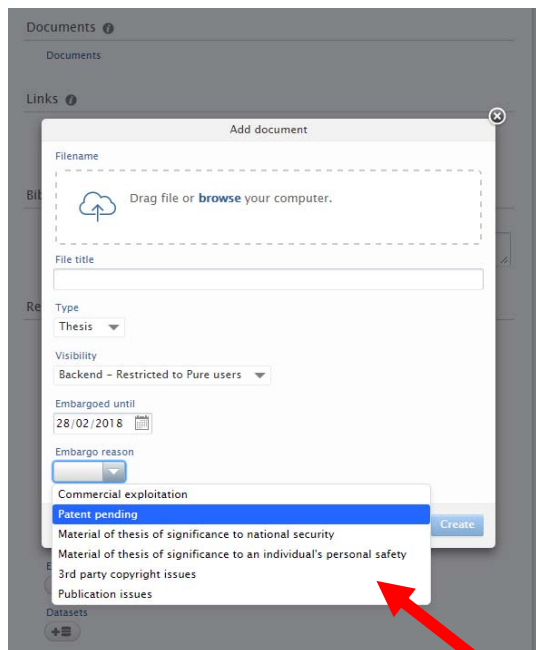 Documents
Documents
Links
Add document
Filename
Bib
Drag file or browse your computer.
File title
Re
Type
Thesis
Visibility
Backend – Restricted to Pure users
Embargoed until
28/02/2018
Embargo reason
Commercial exploitation
Patent pending
Material of thesis of significance to national security
Create
Material of thesis of significance to an individual's personal safety
3rd party copyright issues
Publication issues
Datasets